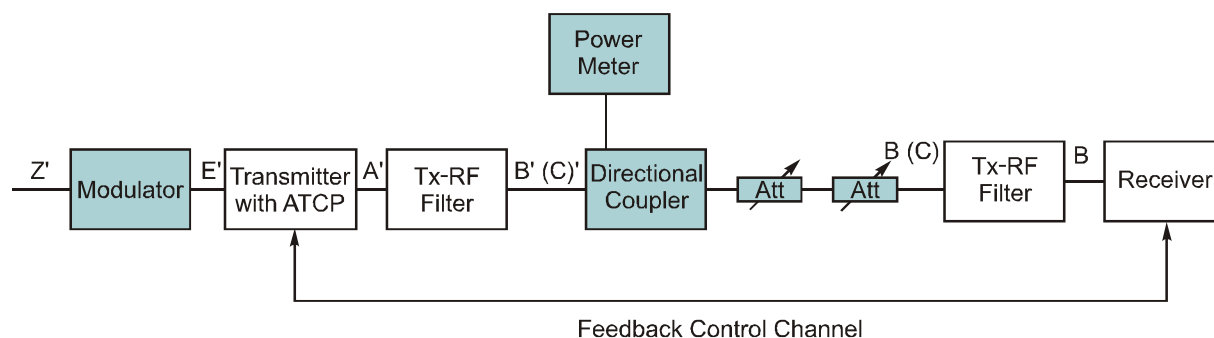 Power
Meter
Z'
Modulator
E'
Transmitter
with ATCP
A'
Tx-RF
Filter
B' (C)'
Directional
Coupler
Att
Att
B (C)
Tx-RF
Filter
B
Receiver
Feedback Control Channel